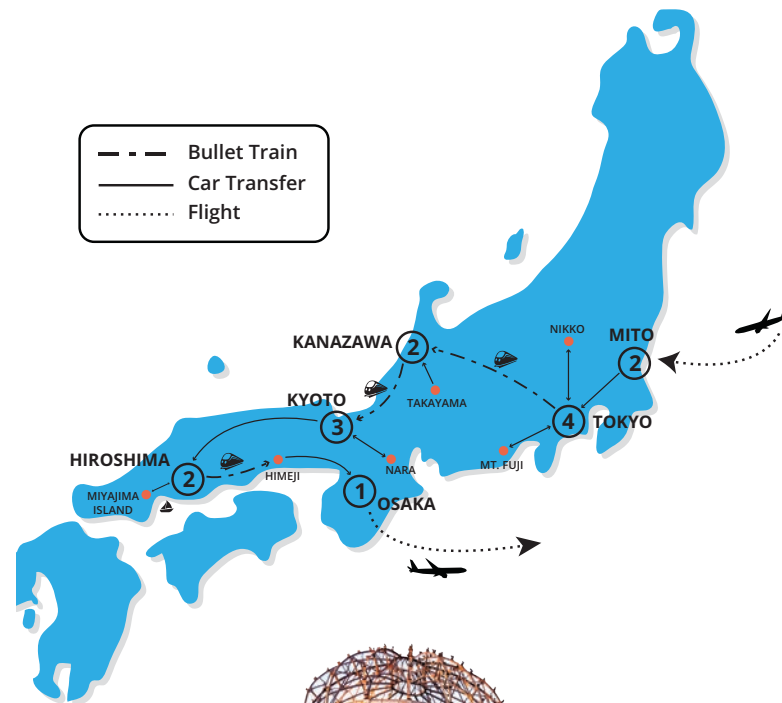 Bullet Train
Car Transfer
Flight
NIKKO
MITO
2
KANAZAWA
2
TAKAYAMA
KYOTO
3
4
TOKYO
MT. FUJI
NARA
HIROSHIMA
2
HIMEJI
MIYAJIMA
ISLAND
1
OSAKA